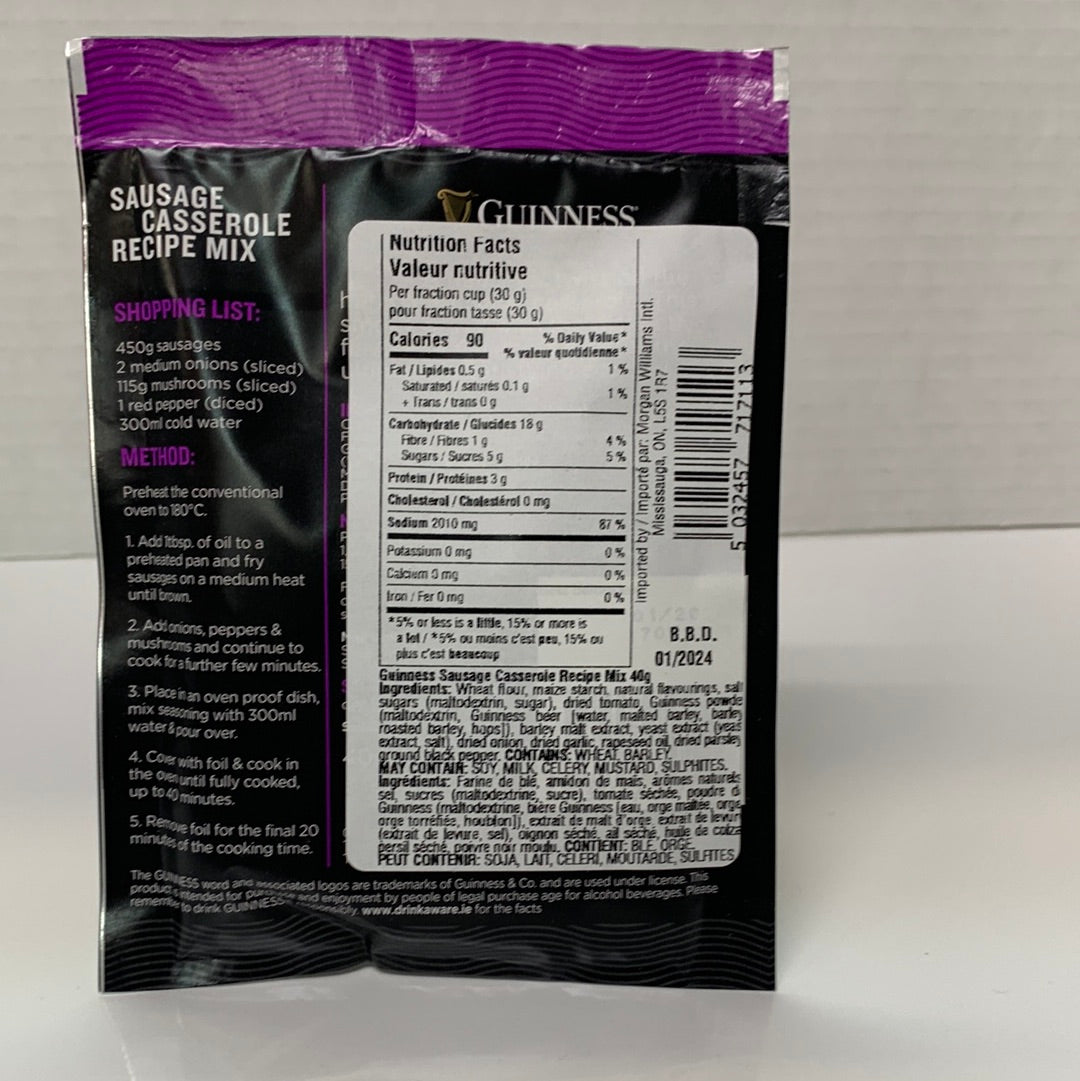 SAUSAGE
CASSEROLE
RECIPE MIX
SHOPPING LIST:
450g sausages
2 medium onions (sliced)
115g mushrooms (sliced)
1 red pepper (diced)
300ml cold water
METHOD:
Preheat the conventional
oven to 180°C.
1. Add 1tbsp. of oil to a
preheated pan and fry
sausages on a medium heat
until brown.
2. Add onions, peppers &
mushrooms and continue to
cook for a further few minutes.
3. Place in an oven proof dish,
mix seasoning with 300ml
water & pour over.
4. Cover with foil & cook in
the oven until fully cooked,
up to 40 minutes.
5. Remove foil for the final 20
minutes of the cooking time.
GUINNESS
Nutrition Facts
Valeur nutritive
Per fraction cup (30 g)
pour fraction tasse (30 g)
Calories 90
% Daily Value*
% valeur quotidienne*
Fat / Lipides 0.5 g 1 %
Saturated / saturés 0.1 g
+ Trans / trans 0 g 1 %
Carbohydrate / Glucides 18 g
Fibre / Fibres 1 g 4 %
Sugars / Sucres 5 g 5 %
Protein / Protéines 3 g
Cholesterol / Cholestérol 0 mg
Sodium 2010 mg 87 %
Potassium 0 mg 0 %
Calcium 0 mg 0 %
Iron / Fer 0 mg 0 %
*5% or less is a little, 15% or more is
a lot / *5% ou moins c'est peu, 15% ou
plus c'est beaucoup
Imported by / Importé par: Morgan Williams Intl.
Mississauga, ON, L5S 1R7
5 032457 717113
B.B.D.
01/2024
Guinness Sausage Casserole Recipe Mix 40g
Ingredients: Wheat flour, maize starch, natural flavourings, salt
sugars (maltodextrin, sugar), dried tomato, Guinness powde
(maltodextrin, Guinness beer [water, malted barley, barley
roasted barley, hops]), barley malt extract, yeast extract (yeas
extract, salt), dried onion, dried garlic, rapeseed oil, dried parsley
ground black pepper. CONTAINS: WHEAT, BARLEY.
MAY CONTAIN: SOY, MILK, CELERY, MUSTARD, SULPHITES.
Ingrédients: Farine de blé, amidon de maïs, arômes naturels
sel, sucres (maltodextrine, sucre), tomate séchée, poudre d
Guinness (maltodextrine, bière Guinness [eau, orge maltée, orge,
orge torréfiés, houblon]), extrait de malt d'orge, extrait de levur
(extrait de levure, sel), oignon séché, ail séché, huile de colza
persil séché, poivre noir moulu. CONTIENT: BLÉ, ORGE.
PEUT CONTENIR: SOJA, LAIT, CÉLERI, MOUTARDE, SULFITES
The GUINNESS word and associated logos are trademarks of Guinness & Co. and are used under license. This
product is intended for purchase and enjoyment by people of legal purchase age for alcohol beverages. Please
remember to drink GUINNESS responsibly. www.drinkaware.ie for the facts